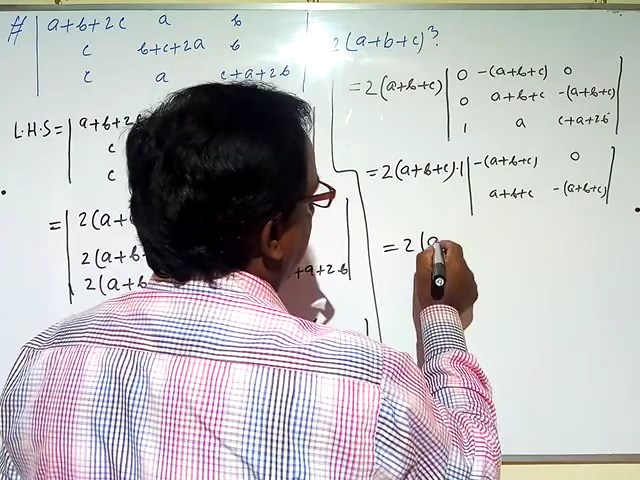 # | a+b+2c a b |
| c b+c+2a b | 2(a+b+c)³
| c a c+a+2b |
L.H.S = | a+b+2
c
c
= | 2(a+
2(a+b-
2(a+b +a+2b |
= 2(a+b+c) | 0 -(a+b+c) 0 |
| 0 a+b+c -(a+b+c) |
| 1 a c+a+2b |
= 2(a+b+c)·1 | -(a+b+c) 0 |
| a+b+c -(a+b+c) |
= 2(a